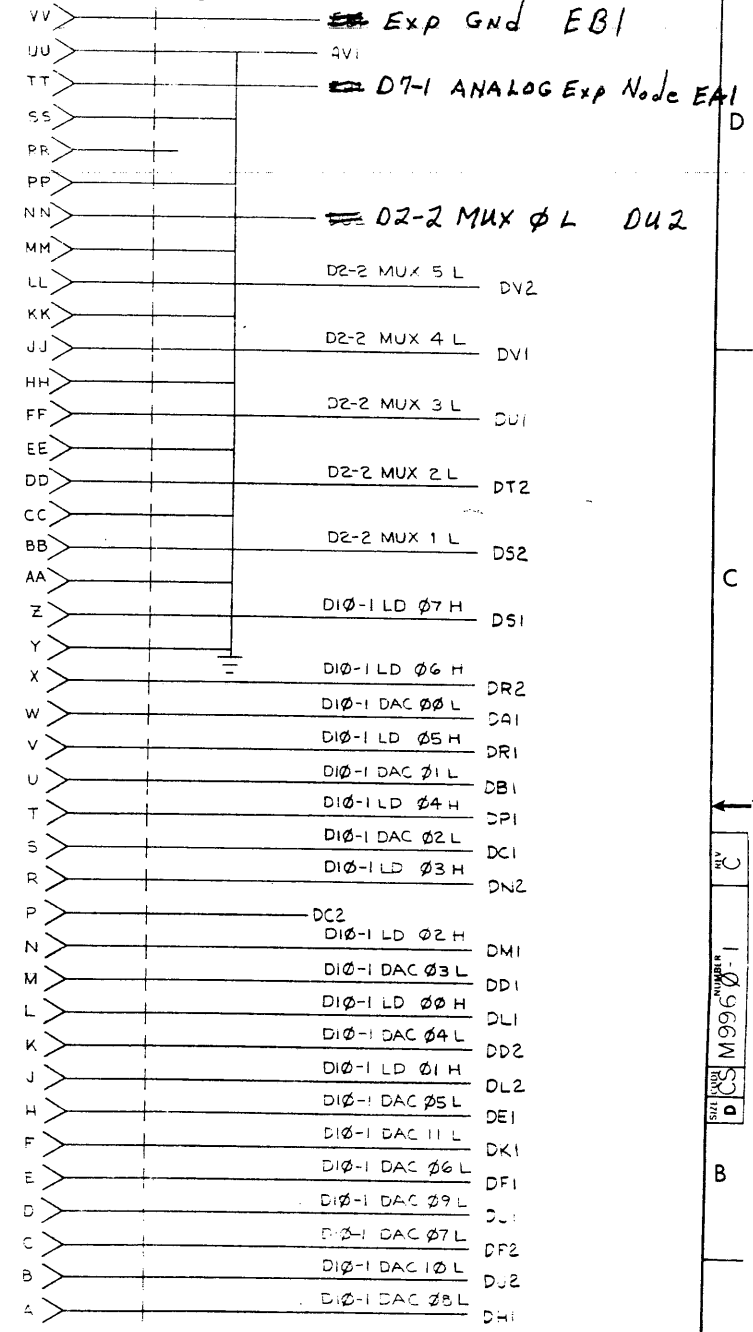 VV Exp Gnd EB1
UU AV1
TT D7-1 ANALOG Exp Node EA1
D
SS
PR
PP
NN D2-2 MUX Ø L DU2
MM
LL D2-2 MUX 5 L DV2
KK
JJ D2-2 MUX 4 L DV1
HH
FF D2-2 MUX 3 L DU1
EE
DD D2-2 MUX 2 L DT2
CC
BB D2-2 MUX 1 L DS2
AA
C
Z D1Ø-1 LD Ø7 H DS1
Y
X D1Ø-1 LD Ø6 H DR2
W D1Ø-1 DAC ØØ L DA1
V D1Ø-1 LD Ø5 H DR1
U D1Ø-1 DAC Ø1 L DB1
T D1Ø-1 LD Ø4 H DP1
S D1Ø-1 DAC Ø2 L DC1
R D1Ø-1 LD Ø3 H DN2
P DC2
N D1Ø-1 LD Ø2 H DM1
M D1Ø-1 DAC Ø3 L DD1
L D1Ø-1 LD ØØ H DL1
K D1Ø-1 DAC Ø4 L DD2
J D1Ø-1 LD Ø1 H DL2
H D1Ø-1 DAC Ø5 L DE1
F D1Ø-1 DAC 11 L DK1
E D1Ø-1 DAC Ø6 L DF1
D D1Ø-1 DAC Ø9 L
C D1Ø-1 DAC Ø7 L DF2
B D1Ø-1 DAC 1Ø L DJ2
A D1Ø-1 DAC Ø8 L DH1
B
SIZE CODE NUMBER REV
D CS M996Ø-1 C